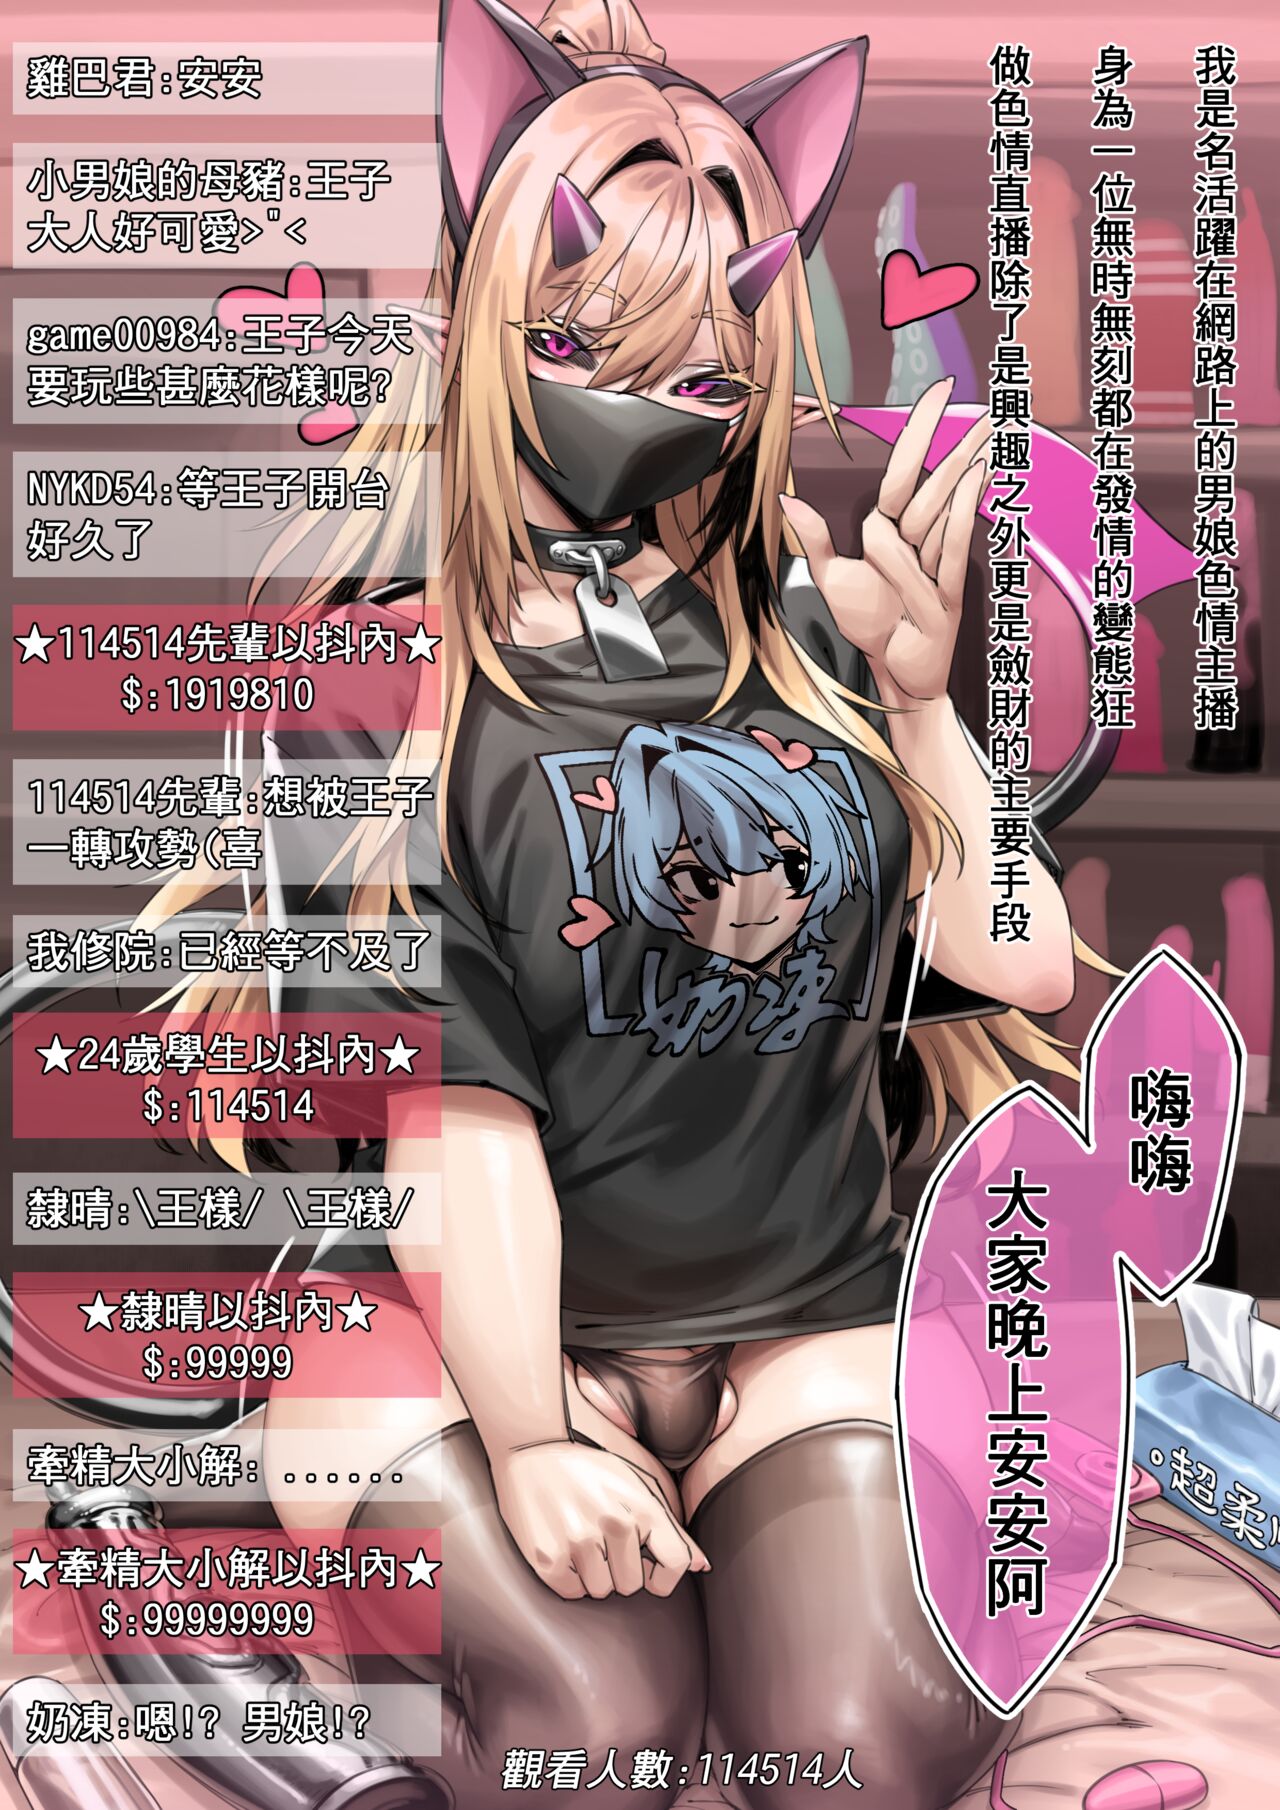 我是名活躍在網路上的男娘色情主播
身為一位無時無刻都在發情的變態狂
做色情直播除了是興趣之外更是斂財的主要手段
雞巴君:安安
小男娘的母豬:王子
大人好可愛>"<
game00984:王子今天
要玩些甚麼花樣呢?
NYKD54:等王子開台
好久了
★114514先輩以抖內★
$:1919810
114514先輩:想被王子
一轉攻勢(喜
我修院:已經等不及了
★24歲學生以抖內★
$:114514
隸晴:\王樣/ \王樣/
★隸晴以抖內★
$:99999
牽精大小解:......
★牽精大小解以抖內★
$:99999999
奶凍:嗯!? 男娘!?
奶凍
嗨嗨
大家晚上安安阿
超柔
觀看人數:114514人